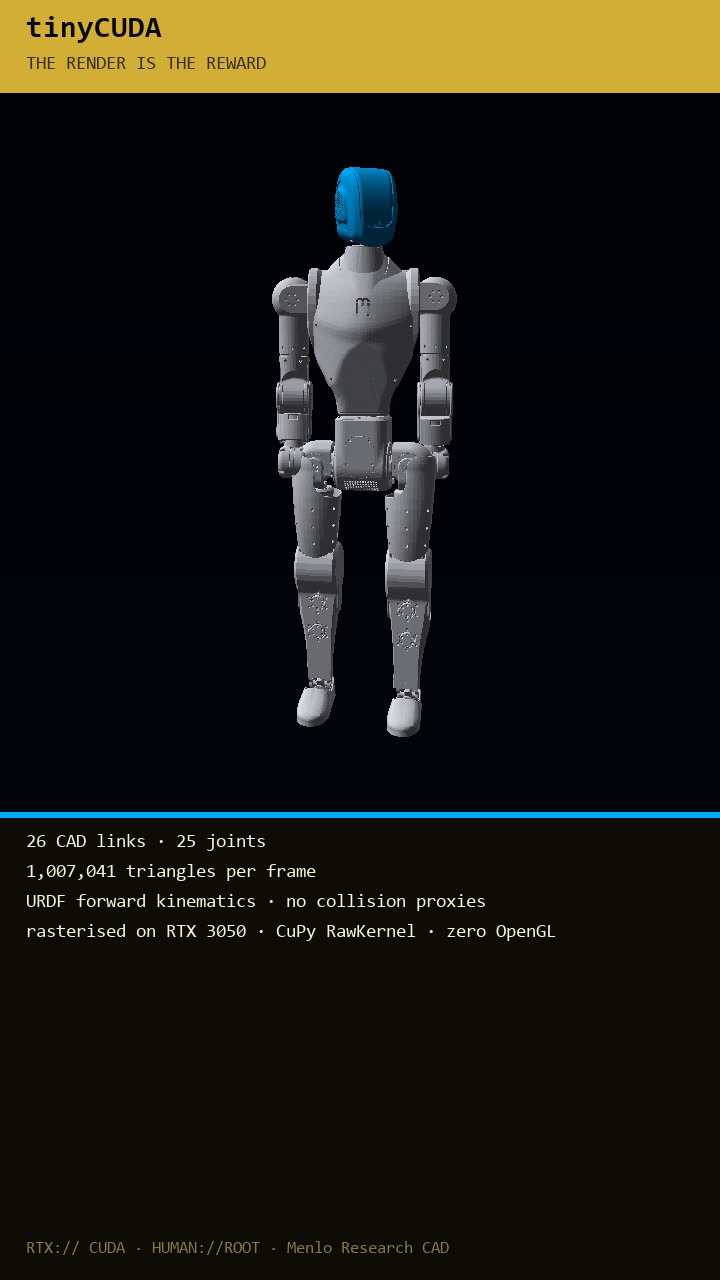 tinyCUDA
THE RENDER IS THE REWARD
26 CAD links · 25 joints
1,007,041 triangles per frame
URDF forward kinematics · no collision proxies
rasterised on RTX 3050 · CuPy RawKernel · zero OpenGL
RTX:// CUDA · HUMAN://ROOT · Menlo Research CAD